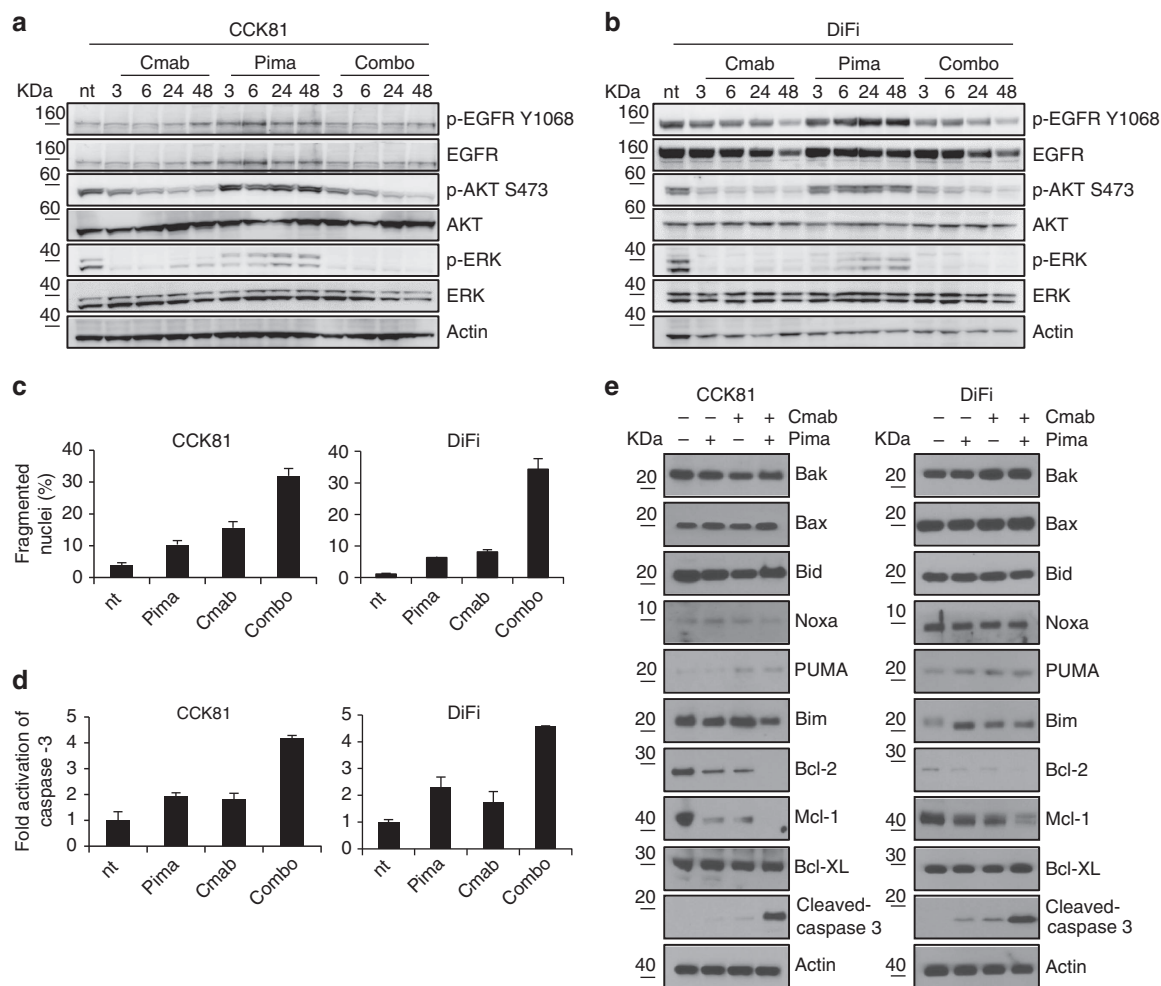 a
CCK81
Cmab Pima Combo
KDa nt 3 6 24 48 3 6 24 48 3 6 24 48
160 p-EGFR Y1068
160 EGFR
60 p-AKT S473
60 AKT
40 p-ERK
40 ERK
40 Actin
b
DiFi
Cmab Pima Combo
KDa nt 3 6 24 48 3 6 24 48 3 6 24 48
160 p-EGFR Y1068
160 EGFR
60 p-AKT S473
60 AKT
40 p-ERK
40 ERK
40 Actin
c
CCK81
Fragmented
nuclei (%)
40
30
20
10
0
nt Pima Cmab Combo
DiFi
40
30
20
10
0
nt Pima Cmab Combo
d
CCK81
Fold activation of
caspase -3
5
4
3
2
1
0
nt Pima Cmab Combo
DiFi
5
4
3
2
1
0
nt Pima Cmab Combo
e
CCK81
– – + + Cmab
KDa – + – + Pima
20 Bak
20 Bax
20 Bid
10 Noxa
20 PUMA
20 Bim
30 Bcl-2
40 Mcl-1
30 Bcl-XL
20 Cleaved-
caspase 3
40 Actin
DiFi
– – + + Cmab
KDa – + – + Pima
20 Bak
20 Bax
20 Bid
10 Noxa
20 PUMA
20 Bim
30 Bcl-2
40 Mcl-1
30 Bcl-XL
20 Cleaved-
caspase 3
40 Actin